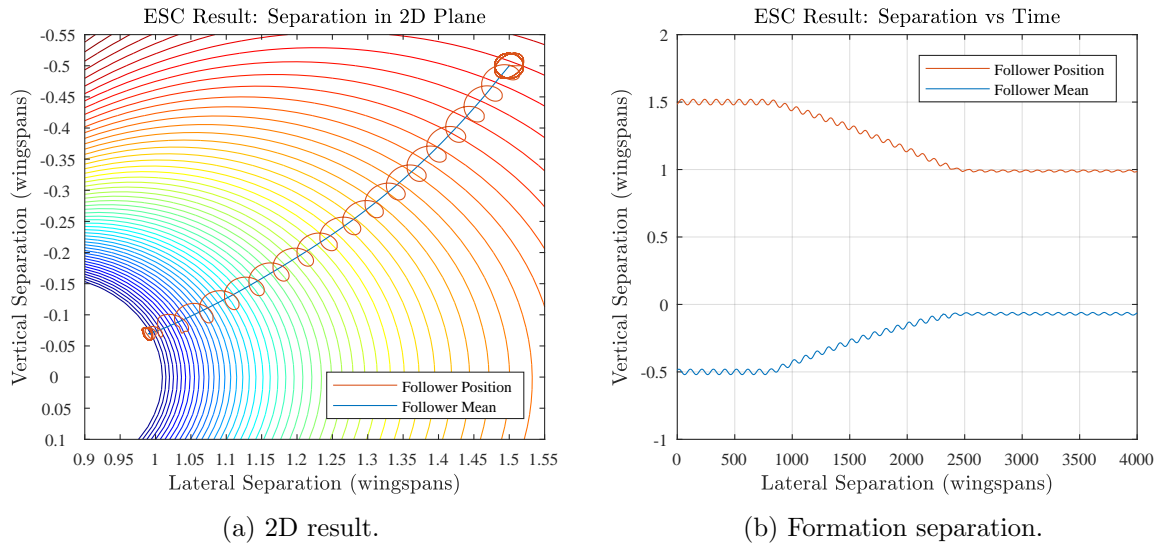 ESC Result: Separation in 2D Plane
-0.55
-0.5
-0.45
-0.4
-0.35
-0.3
-0.25
-0.2
-0.15
-0.1
-0.05
0
0.05
0.1
Vertical Separation (wingspans)
Follower Position
Follower Mean
0.9 0.95 1 1.05 1.1 1.15 1.2 1.25 1.3 1.35 1.4 1.45 1.5 1.55
Lateral Separation (wingspans)
(a) 2D result.
ESC Result: Separation vs Time
2
1.5
1
0.5
0
-0.5
-1
Vertical Separation (wingspans)
Follower Position
Follower Mean
0 500 1000 1500 2000 2500 3000 3500 4000
Lateral Separation (wingspans)
(b) Formation separation.